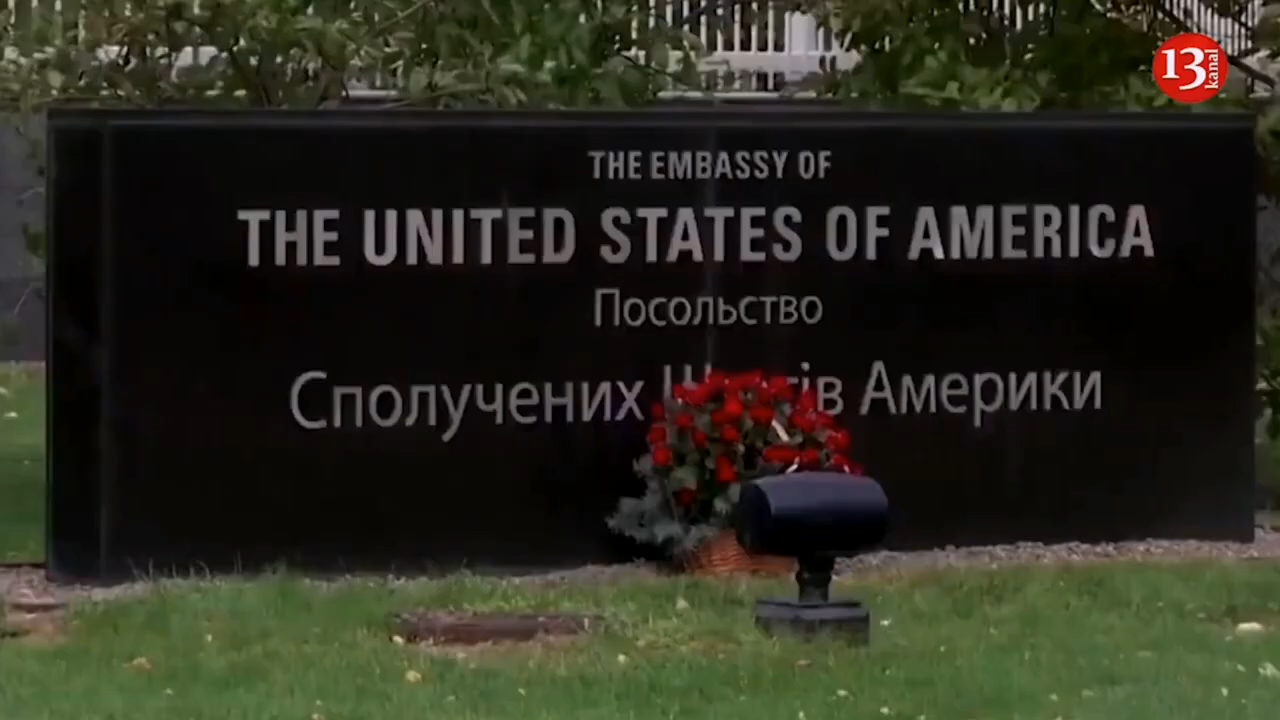 13 kanal
THE EMBASSY OF
THE UNITED STATES OF AMERICA
Посольство
Сполучених Америки